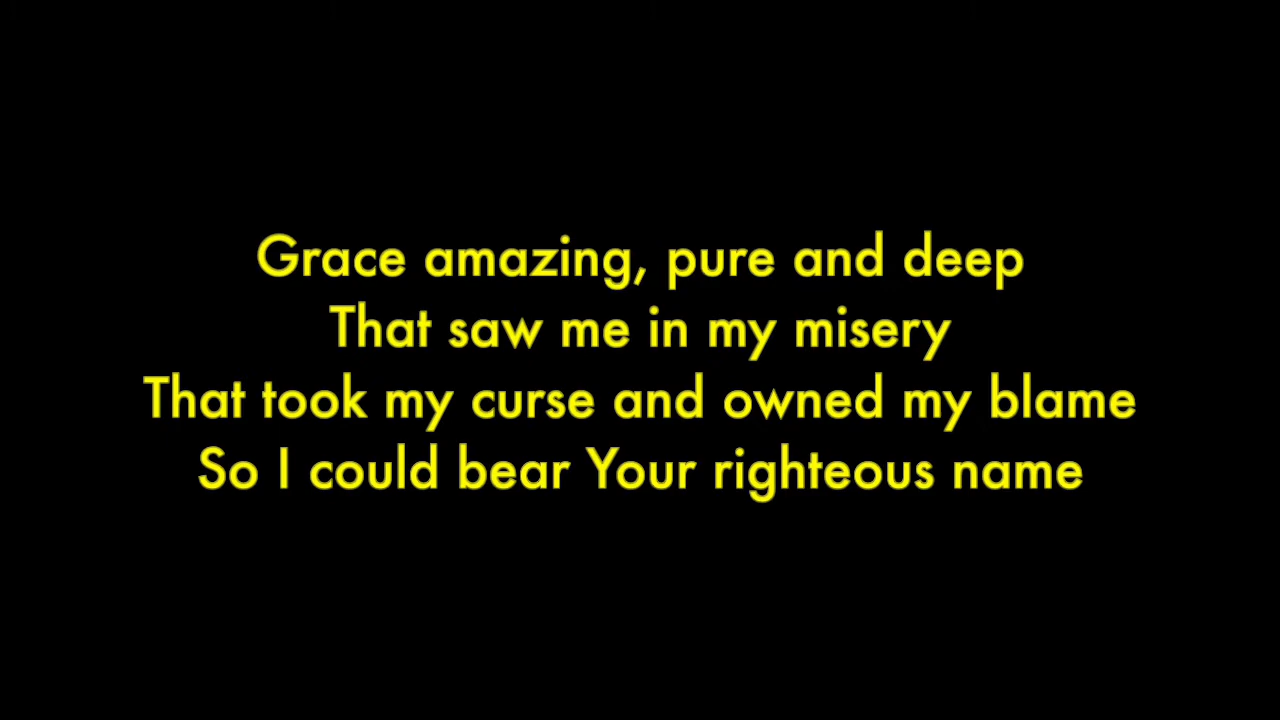 Grace amazing, pure and deep
That saw me in my misery
That took my curse and owned my blame
So I could bear Your righteous name